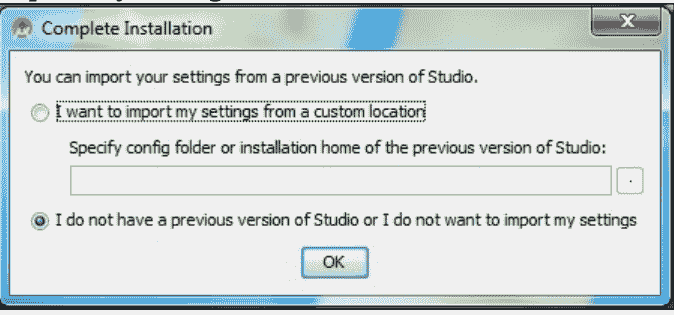 Complete Installation
You can import your settings from a previous version of Studio.
I want to import my settings from a custom location
Specify config folder or installation home of the previous version of Studio:
I do not have a previous version of Studio or I do not want to import my settings
OK